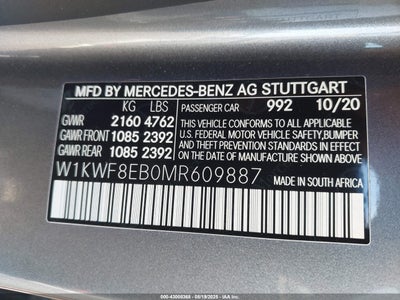 MFD BY MERCEDES-BENZ AG STUTTGART
KG LBS
PASSENGER CAR 992 10/20
GVWR 2160 4762
THIS VEHICLE CONFORMS TO ALL APPLICABLE
GAWR FRONT 1085 2392
U.S. FEDERAL MOTOR VEHICLE SAFETY, BUMPER
GAWR REAR 1085 2392
AND THEFT PREVENTION STANDARDS IN EFFECT
ON THE DATE OF MANUFACTURE SHOWN ABOVE.
W1KWF8EB0MR609887
MADE IN SOUTH AFRICA